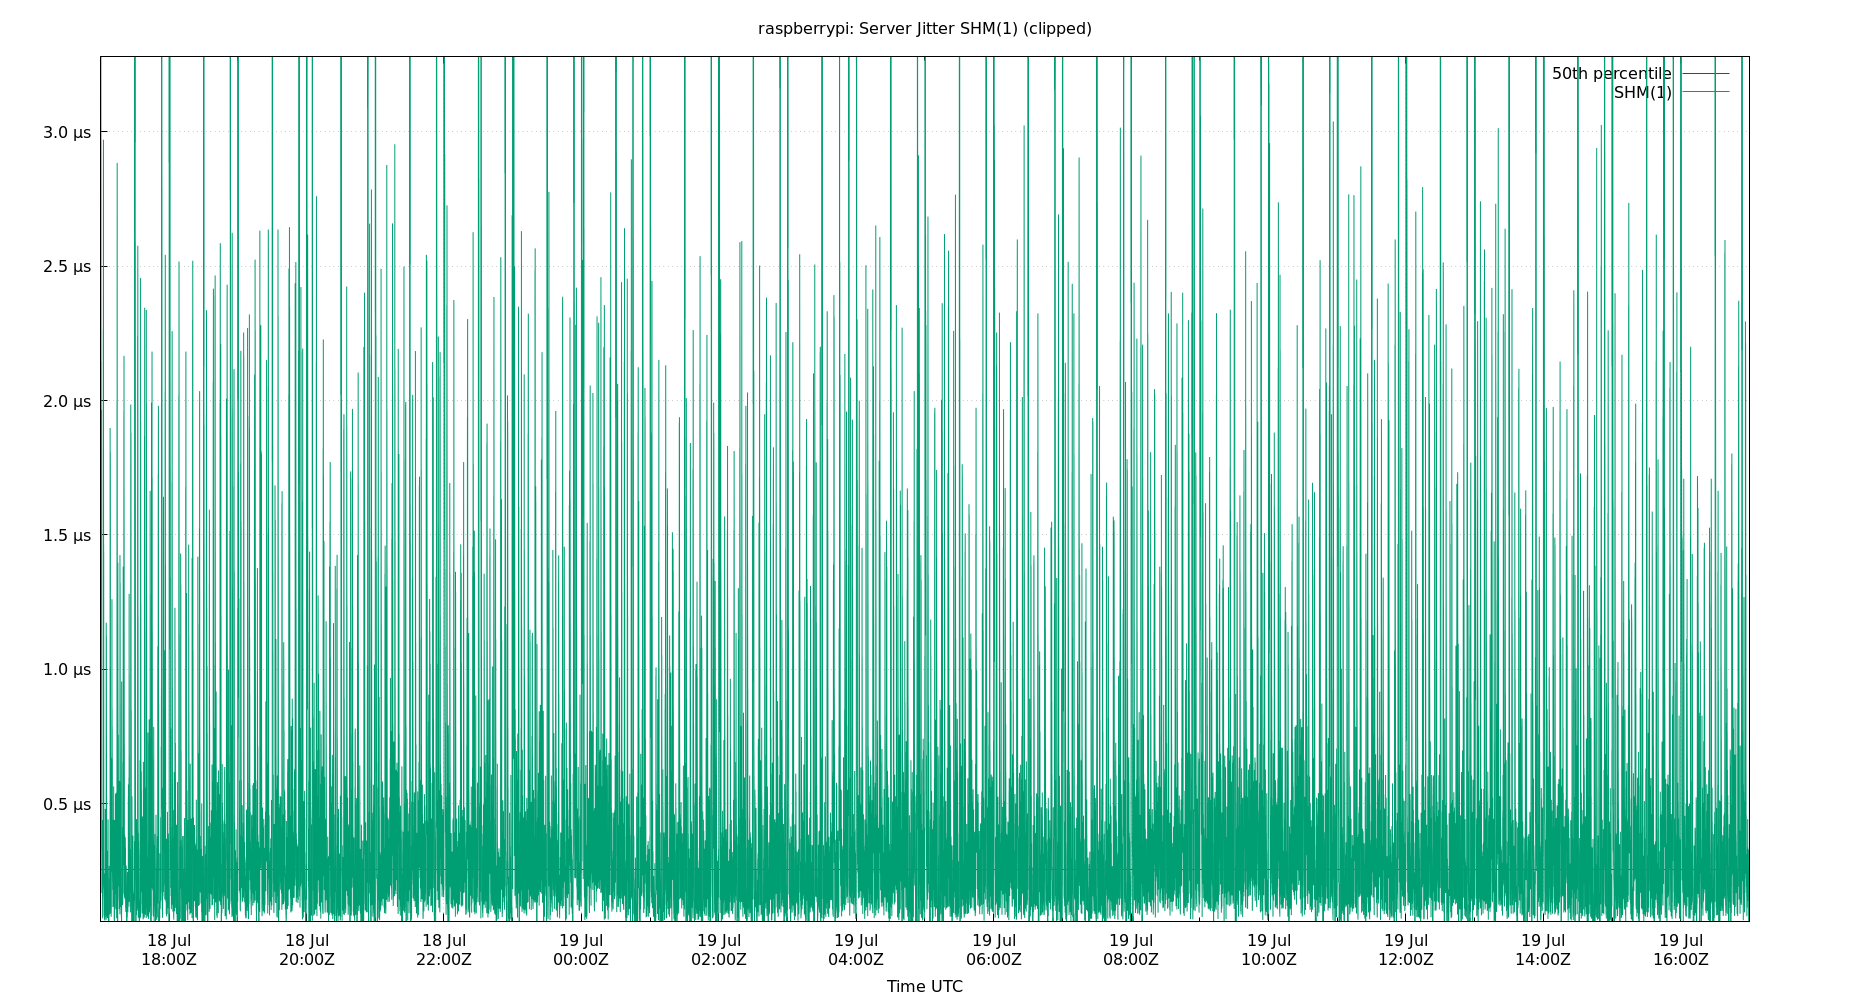 raspberrypi: Server Jitter SHM(1) (clipped)
50th percentile
SHM(1)
3.0 µs
2.5 µs
2.0 µs
1.5 µs
1.0 µs
0.5 µs
18 Jul 18 Jul 18 Jul 19 Jul 19 Jul 19 Jul 19 Jul 19 Jul 19 Jul 19 Jul 19 Jul 19 Jul
18:00Z 20:00Z 22:00Z 00:00Z 02:00Z 04:00Z 06:00Z 08:00Z 10:00Z 12:00Z 14:00Z 16:00Z
Time UTC